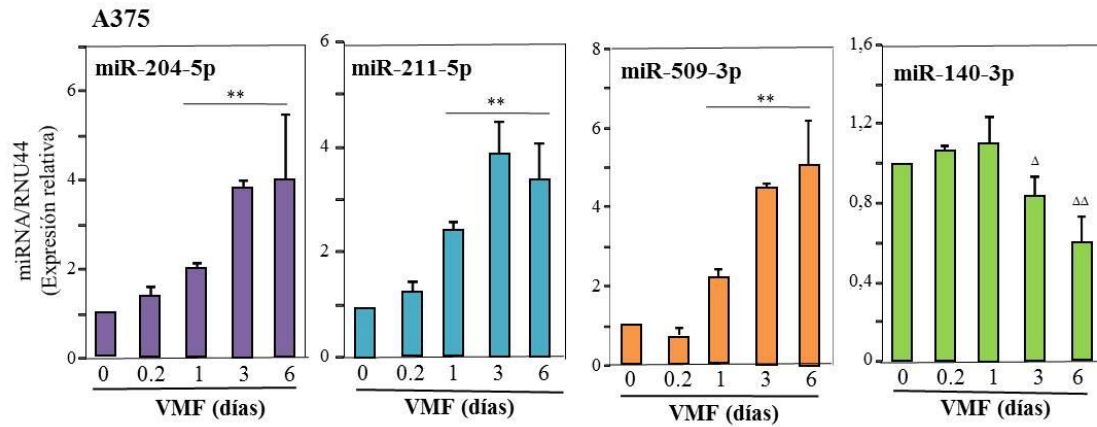 A375
miRNA/RNU44
(Expresión relativa)
miR-204-5p
**
6
4
2
0
0 0.2 1 3 6
VMF (días)
miR-211-5p
**
6
4
2
0
0 0.2 1 3 6
VMF (días)
miR-509-3p
**
8
6
4
2
0
0 0.2 1 3 6
VMF (días)
miR-140-3p
Δ
ΔΔ
1,6
1,2
0,8
0,4
0
0 0.2 1 3 6
VMF (días)